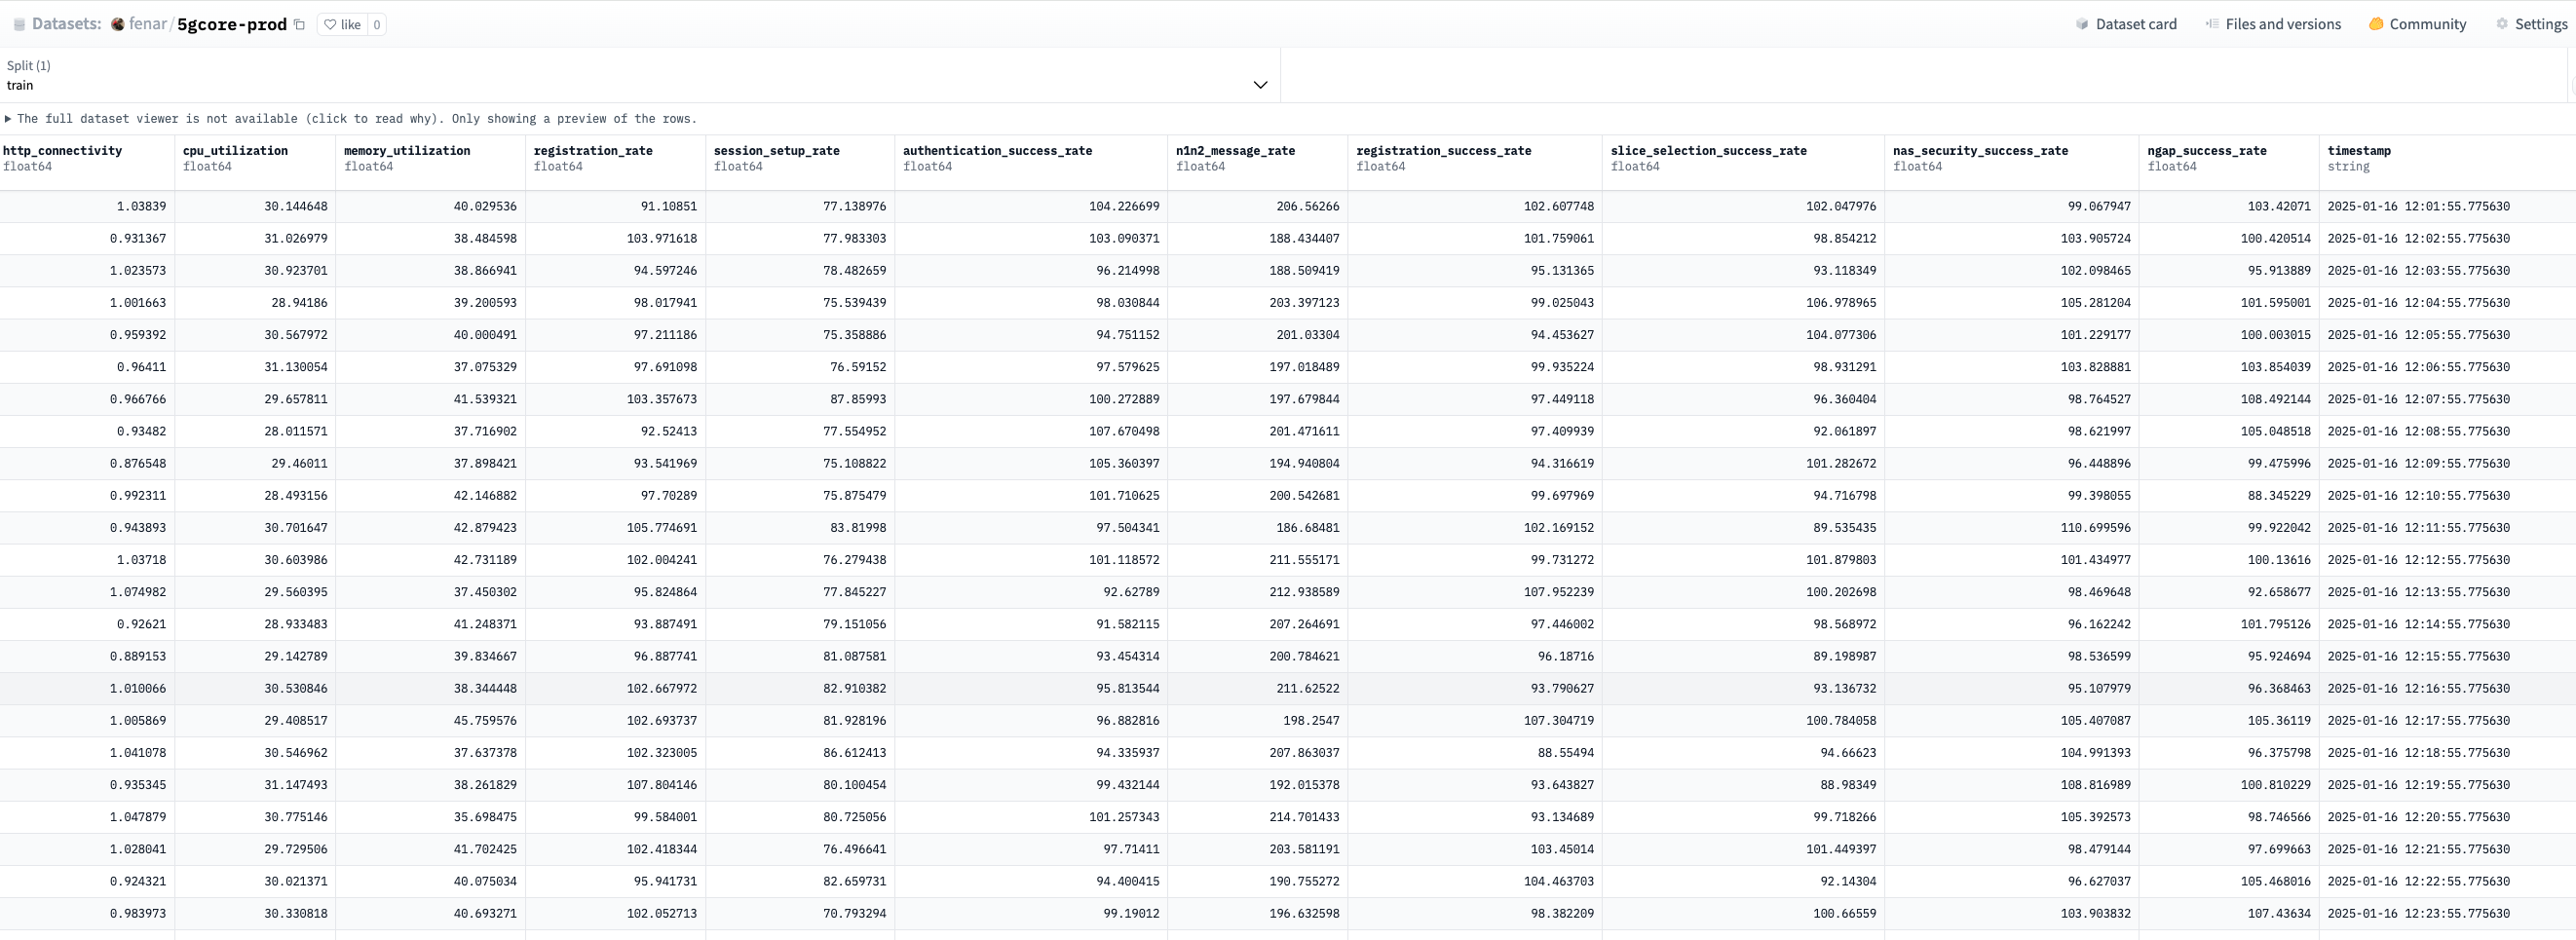 Datasets: fenar/5gcore-prod like 0 Dataset card Files and versions Community Settings
Split (1)
train
The full dataset viewer is not available (click to read why). Only showing a preview of the rows.
http_connectivity cpu_utilization memory_utilization registration_rate session_setup_rate authentication_success_rate n1n2_message_rate registration_success_rate slice_selection_success_rate nas_security_success_rate ngap_success_rate timestamp
float64 float64 float64 float64 float64 float64 float64 float64 float64 float64 float64 string
1.03839 30.144648 40.029536 91.10851 77.138976 104.226699 206.56266 102.607748 102.047976 99.067947 103.42071 2025-01-16 12:01:55.775630
0.931367 31.026979 38.484598 103.971618 77.983303 103.090371 188.434407 101.759061 98.854212 103.905724 100.420514 2025-01-16 12:02:55.775630
1.023573 30.923701 38.866941 94.597246 78.482659 96.214998 188.509419 95.131365 93.118349 102.098465 95.913889 2025-01-16 12:03:55.775630
1.001663 28.94186 39.200593 98.017941 75.539439 98.030844 203.397123 99.025043 106.978965 105.281204 101.595001 2025-01-16 12:04:55.775630
0.959392 30.567972 40.000491 97.211186 75.358886 94.751152 201.03304 94.453627 104.077306 101.229177 100.003015 2025-01-16 12:05:55.775630
0.96411 31.130054 37.075329 97.691098 76.59152 97.579625 197.018489 99.935224 98.931291 103.828881 103.854039 2025-01-16 12:06:55.775630
0.966766 29.657811 41.539321 103.357673 87.85993 100.272889 197.679844 97.449118 96.360404 98.764527 108.492144 2025-01-16 12:07:55.775630
0.93482 28.011571 37.716902 92.52413 77.554952 107.670498 201.471611 97.409939 92.061897 98.621997 105.048518 2025-01-16 12:08:55.775630
0.876548 29.46011 37.898421 93.541969 75.108822 105.360397 194.940804 94.316619 101.282672 96.448896 99.475996 2025-01-16 12:09:55.775630
0.992311 28.493156 42.146882 97.70289 75.875479 101.710625 200.542681 99.697969 94.716798 99.398055 88.345229 2025-01-16 12:10:55.775630
0.943893 30.701647 42.879423 105.774691 83.81998 97.504341 186.68481 102.169152 89.535435 110.699596 99.922042 2025-01-16 12:11:55.775630
1.03718 30.603986 42.731189 102.004241 76.279438 101.118572 211.555171 99.731272 101.879803 101.434977 100.13616 2025-01-16 12:12:55.775630
1.074982 29.560395 37.450302 95.824864 77.845227 92.62789 212.938589 107.952239 100.202698 98.469648 92.658677 2025-01-16 12:13:55.775630
0.92621 28.933483 41.248371 93.887491 79.151056 91.582115 207.264691 97.446002 98.568972 96.162242 101.795126 2025-01-16 12:14:55.775630
0.889153 29.142789 39.834667 96.887741 81.087581 93.454314 200.784621 96.18716 89.198987 98.536599 95.924694 2025-01-16 12:15:55.775630
1.010066 30.530846 38.344448 102.667972 82.910382 95.813544 211.62522 93.790627 93.136732 95.107979 96.368463 2025-01-16 12:16:55.775630
1.005869 29.408517 45.759576 102.693737 81.928196 96.882816 198.2547 107.304719 100.784058 105.407087 105.36119 2025-01-16 12:17:55.775630
1.041078 30.546962 37.637378 102.323005 86.612413 94.335937 207.863037 88.55494 94.66623 104.991393 96.375798 2025-01-16 12:18:55.775630
0.935345 31.147493 38.261829 107.804146 80.100454 99.432144 192.015378 93.643827 88.98349 108.816989 100.810229 2025-01-16 12:19:55.775630
1.047879 30.775146 35.698475 99.584001 80.725056 101.257343 214.701433 93.134689 99.718266 105.392573 98.746566 2025-01-16 12:20:55.775630
1.028041 29.729506 41.702425 102.418344 76.496641 97.71411 203.581191 103.45014 101.449397 98.479144 97.699663 2025-01-16 12:21:55.775630
0.924321 30.021371 40.075034 95.941731 82.659731 94.400415 190.755272 104.463703 92.14304 96.627037 105.468016 2025-01-16 12:22:55.775630
0.983973 30.330818 40.693271 102.052713 70.793294 99.19012 196.632598 98.382209 100.66559 103.903832 107.43634 2025-01-16 12:23:55.775630